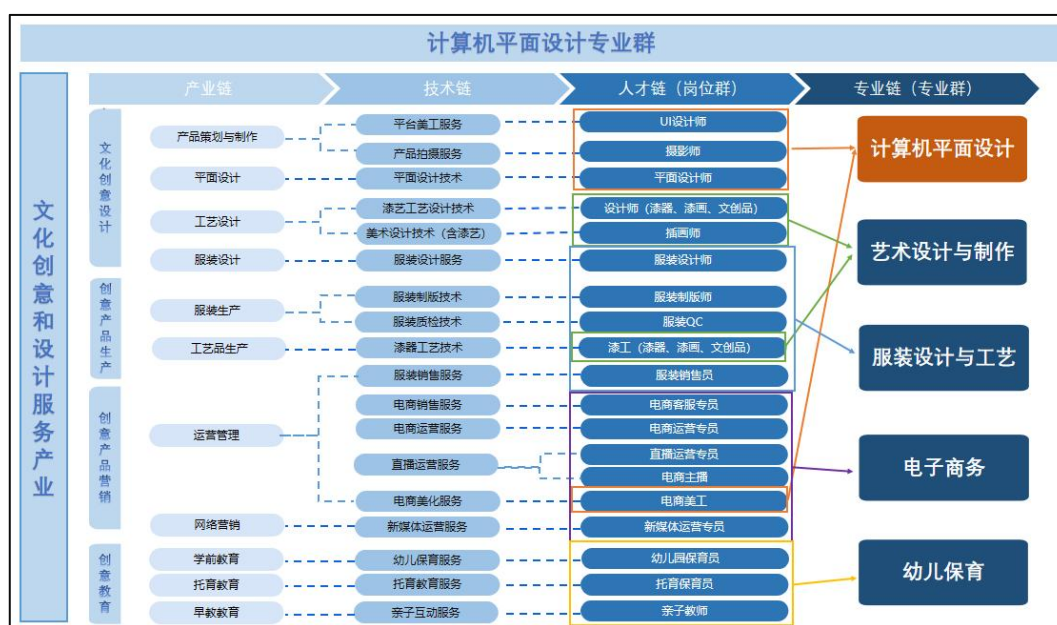 计算机平面设计专业群
产业链
技术链
人才链（岗位群）
专业链（专业群）
文化创意和设计服务产业
文化创意设计
创意产品生产
创意产品营销
创意教育
产品策划与制作
平面设计
工艺设计
服装设计
服装生产
工艺品生产
运营管理
网络营销
学前教育
托育教育
早教教育
平台美工服务
产品拍摄服务
平面设计技术
漆艺工艺设计技术
美术设计技术（含漆艺）
服装设计服务
服装制版技术
服装质检技术
漆器工艺技术
服装销售服务
电商销售服务
电商运营服务
直播运营服务
电商美化服务
新媒体运营服务
幼儿保育服务
托育教育服务
亲子互动服务
UI设计师
摄影师
平面设计师
设计师（漆器、漆画、文创品）
插画师
服装设计师
服装制版师
服装QC
漆工（漆器、漆画、文创品）
服装销售员
电商客服专员
电商运营专员
直播运营专员
电商主播
电商美工
新媒体运营专员
幼儿园保育员
托育保育员
亲子教师
计算机平面设计
艺术设计与制作
服装设计与工艺
电子商务
幼儿保育